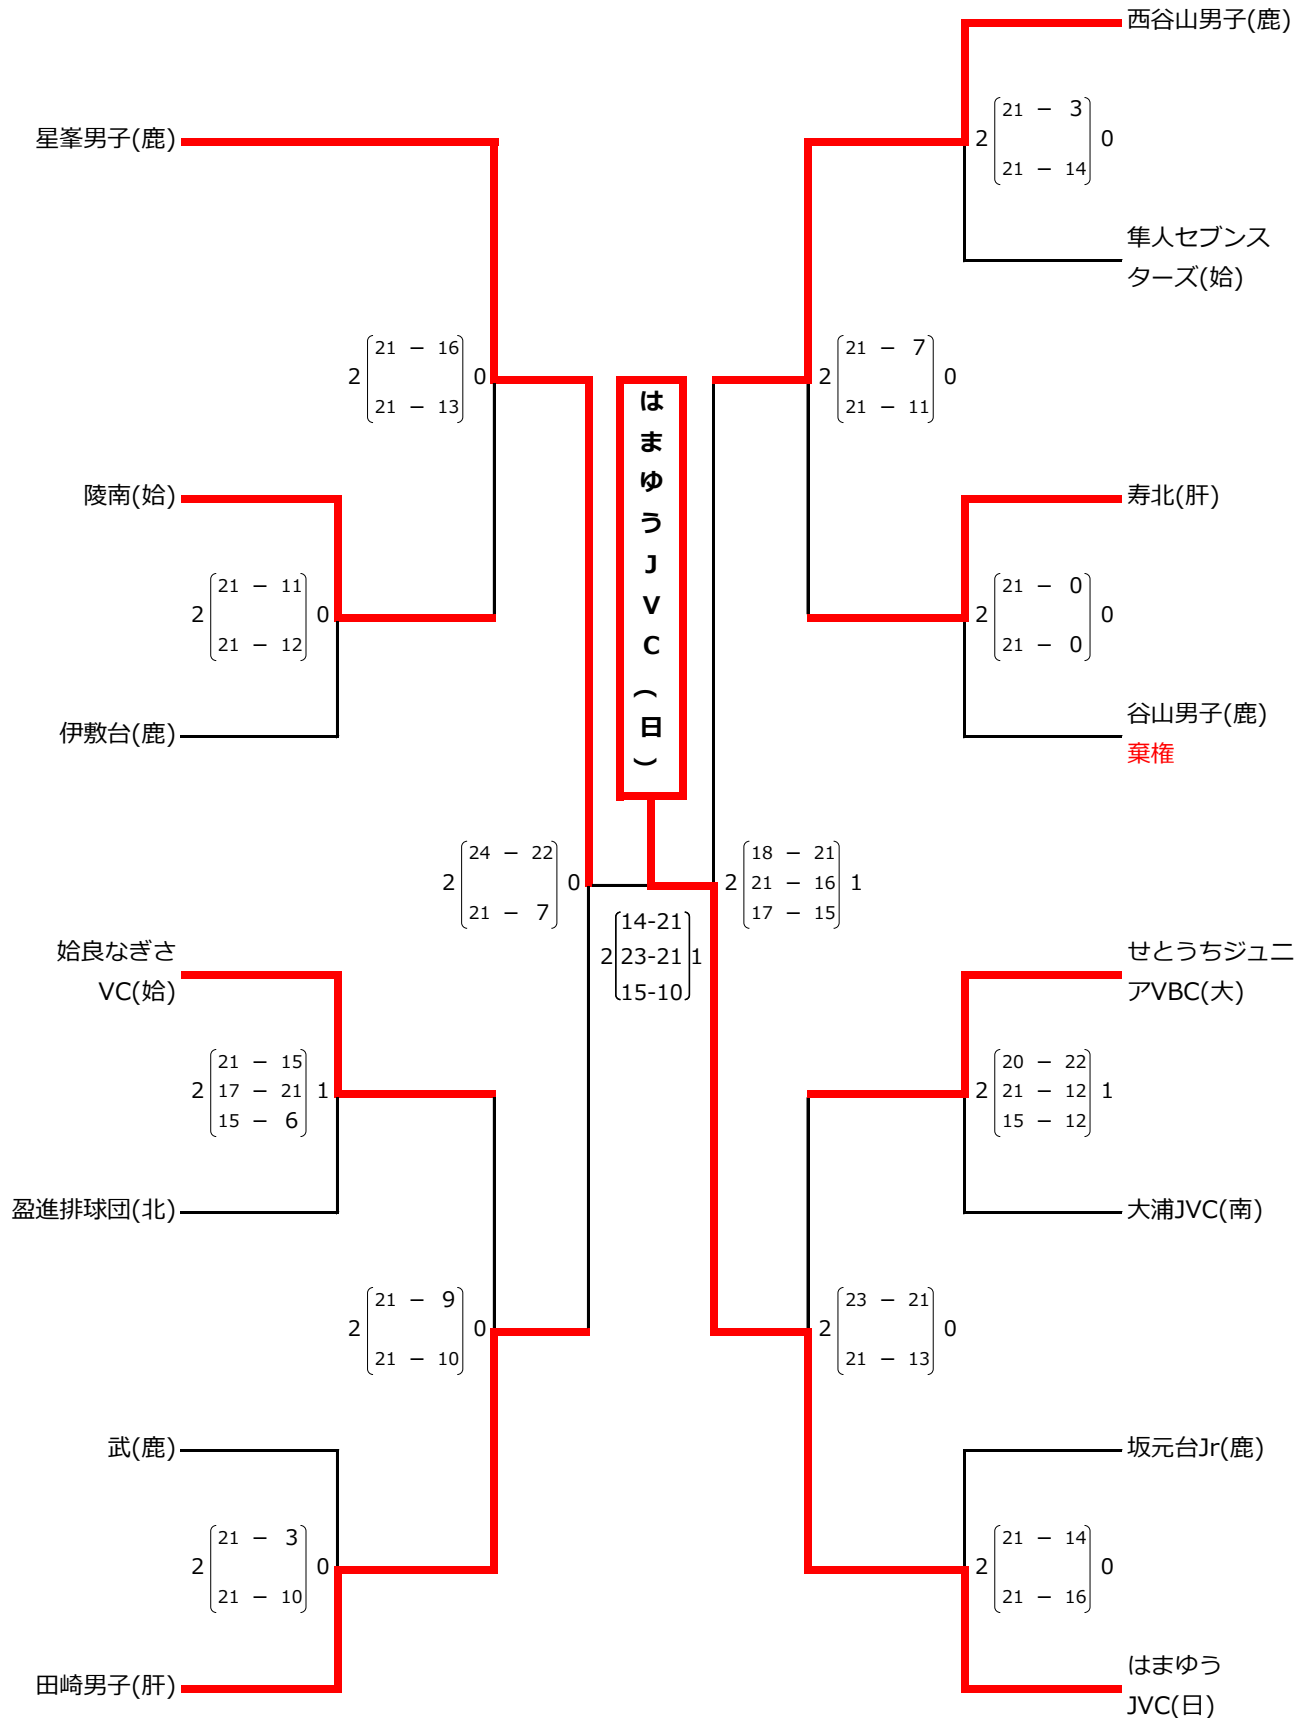 西谷山男子(鹿)
2 21 − 3 0
21 − 14
隼人セブンス
ターズ(姶)
星峯男子(鹿)
2 21 − 16 0
21 − 13
2 21 − 7 0
21 − 11
はまゆうJVC(日)
陵南(姶)
2 21 − 11 0
21 − 12
伊敷台(鹿)
寿北(肝)
2 21 − 0 0
21 − 0
谷山男子(鹿)
棄権
2 24 − 22 0
21 − 7
2 18 − 21 1
21 − 16
17 − 15
14-21
2 23-21 1
15-10
姶良なぎさ
VC(姶)
2 21 − 15 1
17 − 21
15 − 6
盈進排球団(北)
せとうちジュニ
アVBC(大)
2 20 − 22 1
21 − 12
15 − 12
大浦JVC(南)
2 21 − 9 0
21 − 10
2 23 − 21 0
21 − 13
武(鹿)
2 21 − 3 0
21 − 10
田崎男子(肝)
坂元台Jr(鹿)
2 21 − 14 0
21 − 16
はまゆう
JVC(日)